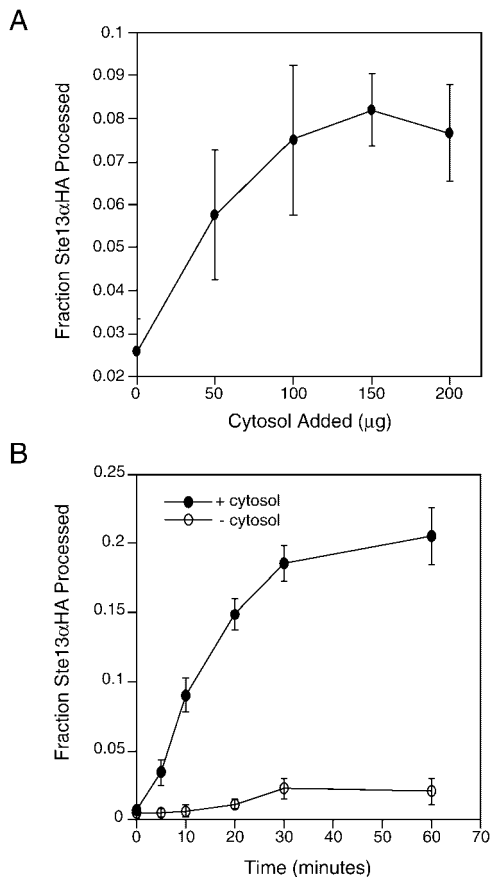 A
0.1
0.09
0.08
0.07
0.06
0.05
0.04
0.03
0.02
Fraction Ste13αHA Processed
0 50 100 150 200
Cytosol Added (μg)
B
0.25
0.2
0.15
0.1
0.05
0
Fraction Ste13αHA Processed
+ cytosol
- cytosol
0 10 20 30 40 50 60 70
Time (minutes)